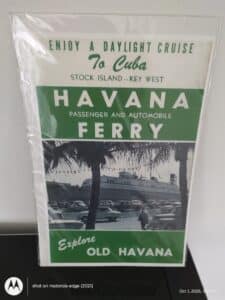 ENJOY A DAYLIGHT CRUISE
To Cuba
STOCK ISLAND--KEY WEST
HAVANA
PASSENGER AND AUTOMOBILE
FERRY
Explore
OLD HAVANA
shot on motorola edge (2021)